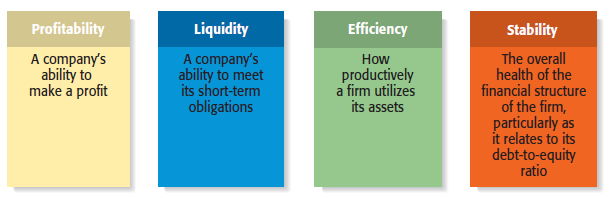 Profitability
A company's
ability to
make a profit
Liquidity
A company's
ability to meet
its short-term
obligations
Efficiency
How
productively
a firm utilizes
its assets
Stability
The overall
health of the
financial structure
of the firm,
particularly as
it relates to its
debt-to-equity
ratio